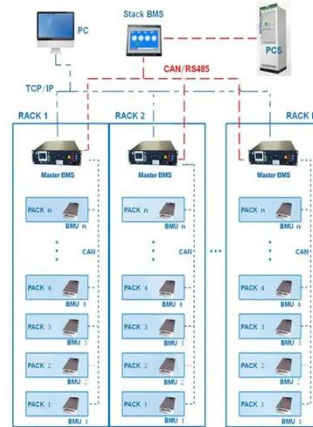 PC
Stack BMS
PCS
CAN/RS485
TCP/IP
RACK 1
RACK 2
RACK
Master BMS
Master BMS
Master BMS
PACK n
BMU n
PACK n
BMU n
PACK n
BMU n
CAN
CAN
CAN
PACK 4
BMU 4
PACK 4
BMU 4
PACK 4
BMU 4
PACK 3
BMU 3
PACK 3
BMU 3
PACK 3
BMU 3
PACK 2
BMU 2
PACK 2
BMU 2
PACK 2
BMU 2
PACK 1
BMU 1
PACK 1
BMU 1
PACK 1
BMU 1